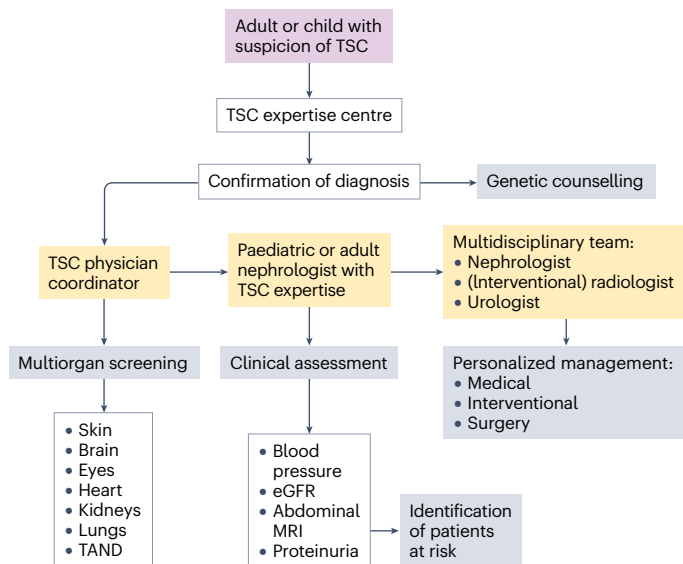 Adult or child with
suspicion of TSC
TSC expertise centre
Confirmation of diagnosis
Genetic counselling
TSC physician
coordinator
Paediatric or adult
nephrologist with
TSC expertise
Multidisciplinary team:
• Nephrologist
• (Interventional) radiologist
• Urologist
Multiorgan screening
Clinical assessment
Personalized management:
• Medical
• Interventional
• Surgery
• Skin
• Brain
• Eyes
• Heart
• Kidneys
• Lungs
• TAND
• Blood
pressure
• eGFR
• Abdominal
MRI
• Proteinuria
Identification
of patients
at risk